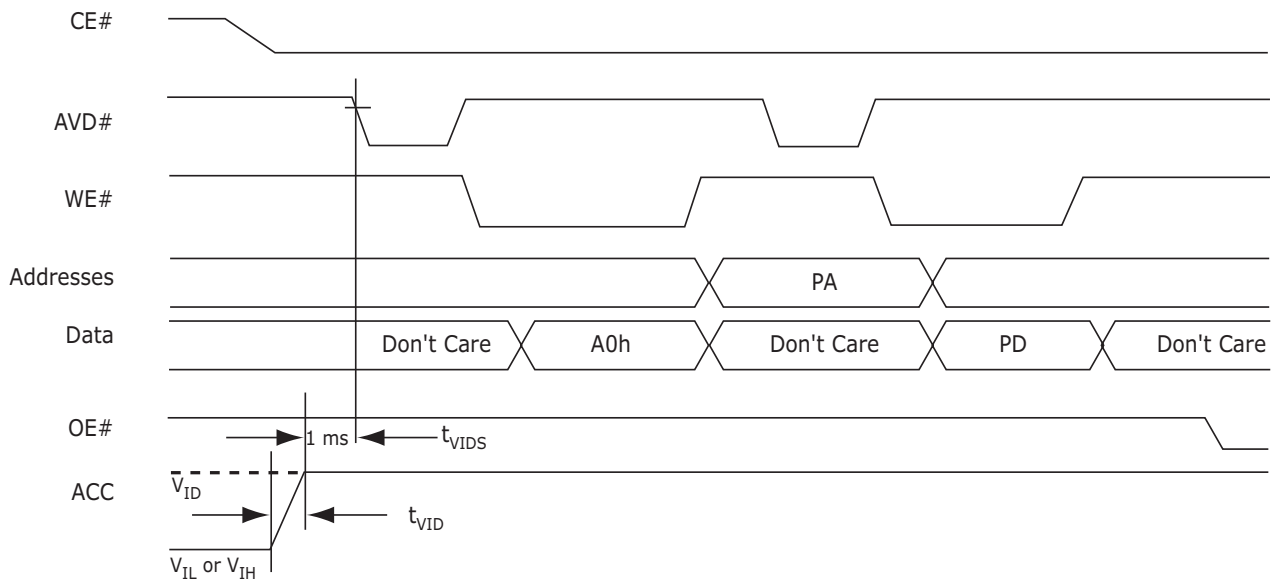 CE#
AVD#
WE#
Addresses
PA
Data
Don't Care
A0h
Don't Care
PD
Don't Care
OE#
1 ms
tVIDS
ACC
VID
tVID
VIL or VIH